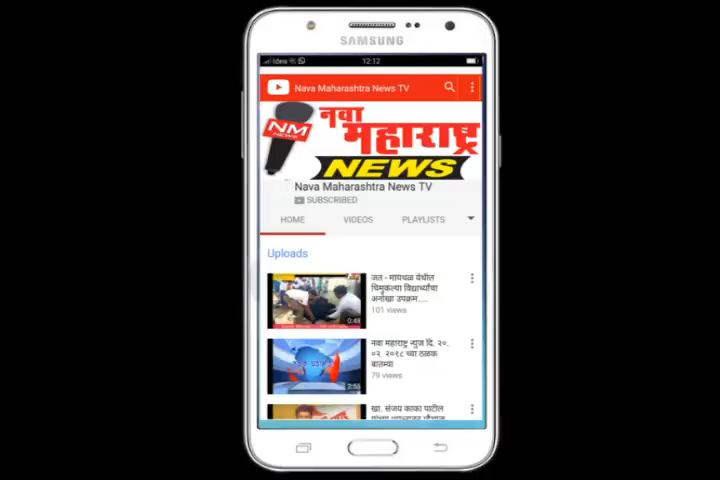 SAMSUNG
Idea
12:12
Nava Maharashtra News TV
NM
NEWS
नवा
महाराष्ट्र
NEWS
Nava Maharashtra News TV
SUBSCRIBED
HOME VIDEOS PLAYLISTS
Uploads
जत - मायथळ येथील
चिमुकल्या विद्यार्थ्यांचा
अनोखा उपक्रम....
101 views
0:48
नवा महाराष्ट्र न्युज दि. २०.
०२. २०१८ च्या ठळक
बातम्या
79 views
2:55
खा. संजय काका पाटील